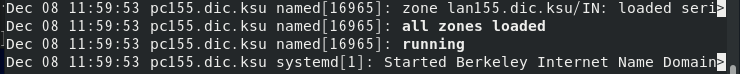 Dec 08 11:59:53 pc155.dic.ksu named[16965]: zone lan155.dic.ksu/IN: loaded seri>
Dec 08 11:59:53 pc155.dic.ksu named[16965]: all zones loaded
Dec 08 11:59:53 pc155.dic.ksu named[16965]: running
Dec 08 11:59:53 pc155.dic.ksu systemd[1]: Started Berkeley Internet Name Domain>